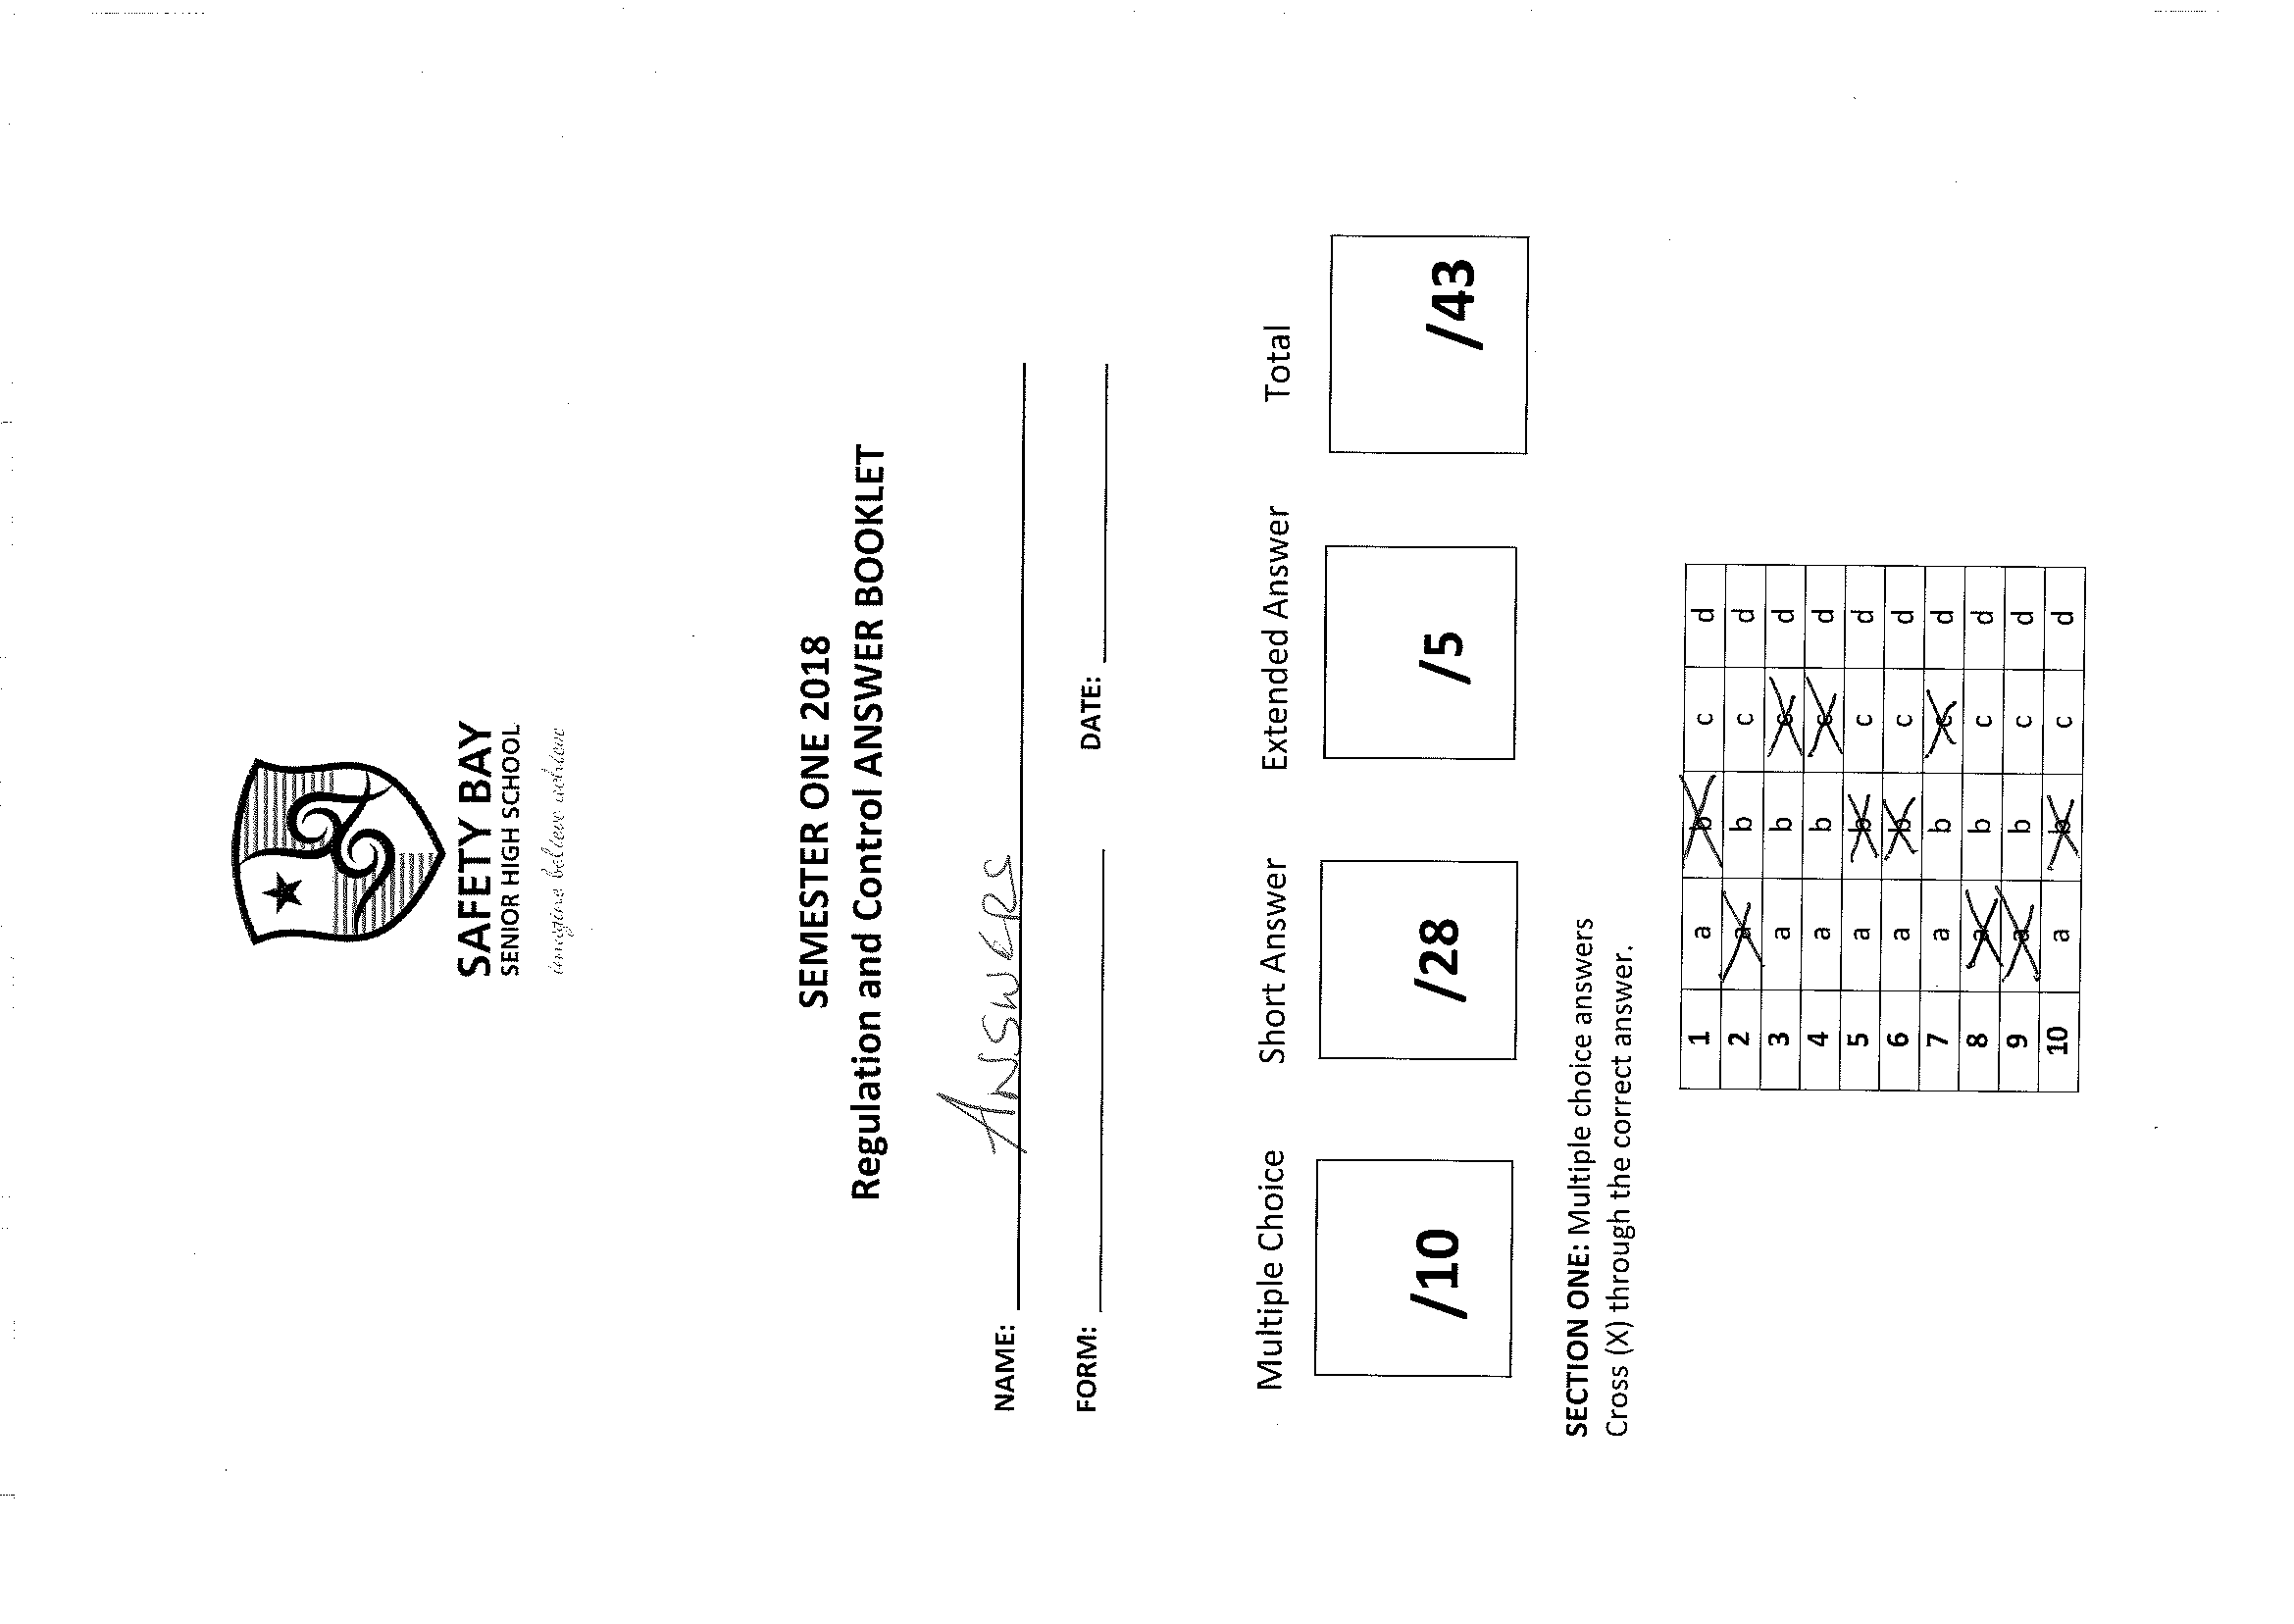 SAFETY BAY
SENIOR HIGH SCHOOL
imagine believe achieve
SEMESTER ONE 2018
Regulation and Control ANSWER BOOKLET
NAME: ANSWERS
FORM: DATE:
Multiple Choice Short Answer Extended Answer Total
/10 /28 /5 /43
SECTION ONE: Multiple choice answers
Cross (X) through the correct answer.
1 a b c d
2 a b c d
3 a b c d
4 a b c d
5 a b c d
6 a b c d
7 a b c d
8 a b c d
9 a b c d
10 a b c d